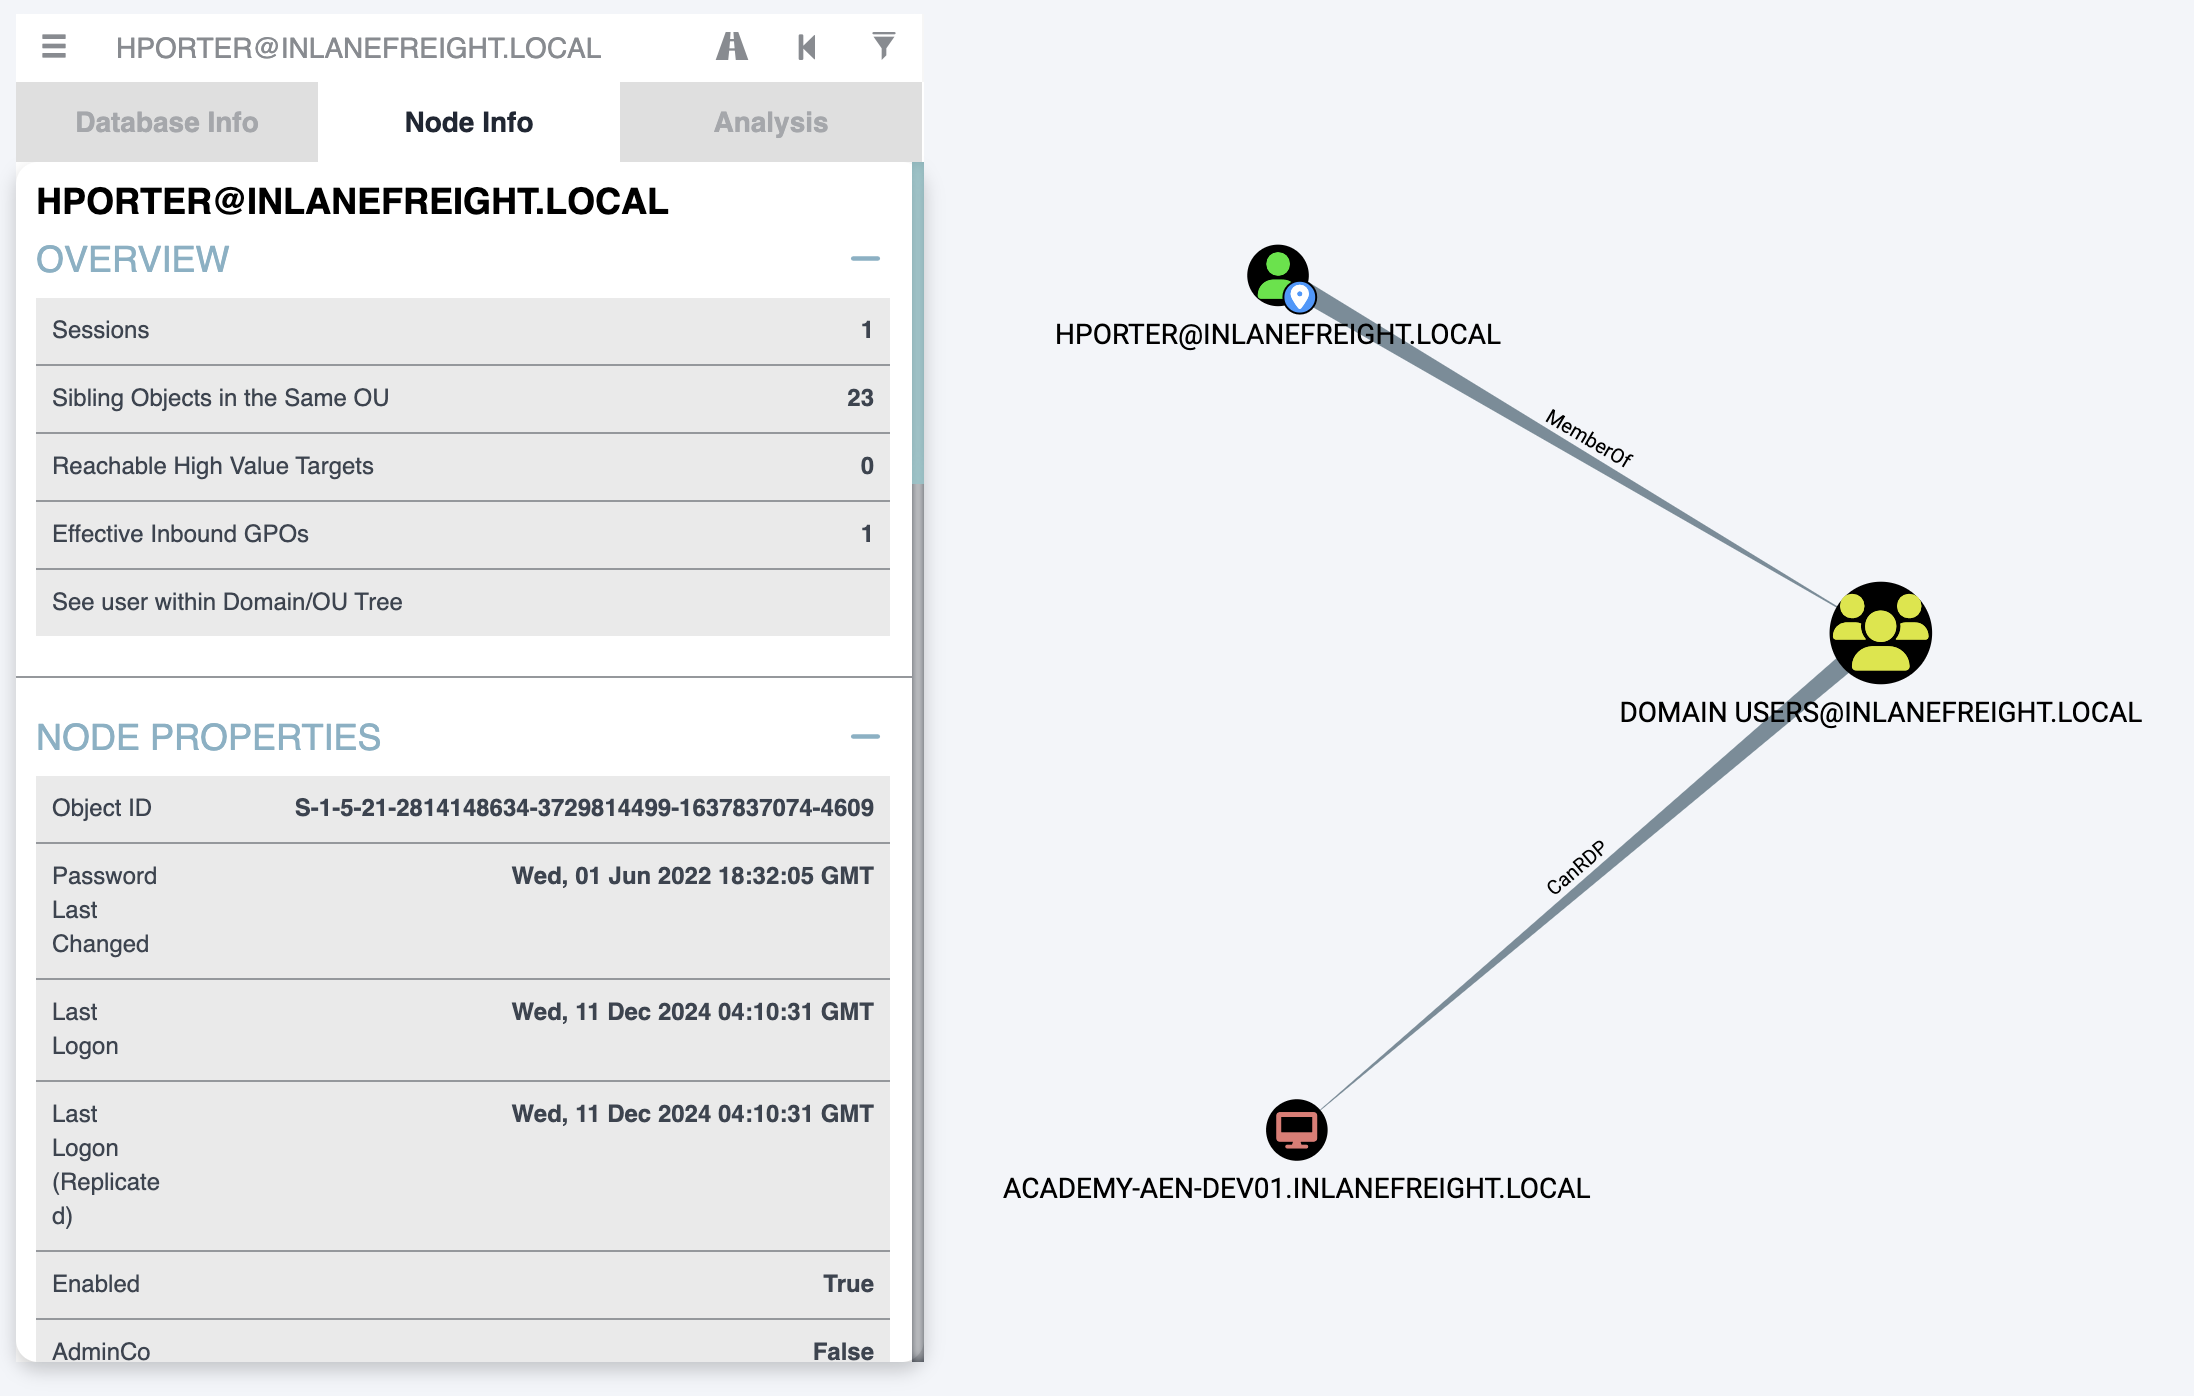 HPORTER@INLANEFREIGHT.LOCAL
Database Info
Node Info
Analysis
HPORTER@INLANEFREIGHT.LOCAL
OVERVIEW
Sessions 1
Sibling Objects in the Same OU 23
Reachable High Value Targets 0
Effective Inbound GPOs 1
See user within Domain/OU Tree
NODE PROPERTIES
Object ID S-1-5-21-2814148634-3729814499-1637837074-4609
Password Wed, 01 Jun 2022 18:32:05 GMT
Last
Changed
Last Wed, 11 Dec 2024 04:10:31 GMT
Logon
Last Wed, 11 Dec 2024 04:10:31 GMT
Logon
(Replicate
d)
Enabled True
AdminCo False
HPORTER@INLANEFREIGHT.LOCAL
MemberOf
DOMAIN USERS@INLANEFREIGHT.LOCAL
CanRDP
ACADEMY-AEN-DEV01.INLANEFREIGHT.LOCAL